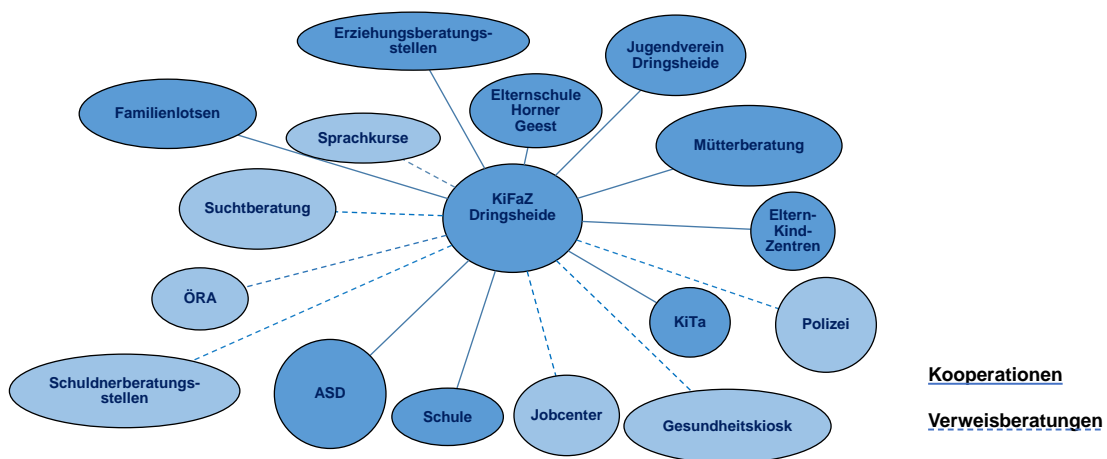 Erziehungsberatungs-
stellen
Jugendverein
Dringsheide
Familienlotsen
Elternschule
Horner
Geest
Sprachkurse
Mütterberatung
KiFaZ
Dringsheide
Suchtberatung
Eltern-
Kind-
Zentren
ÖRA
KiTa
Polizei
Schuldnerberatungs-
stellen
ASD
Schule
Jobcenter
Gesundheitskiosk
Kooperationen
Verweisberatungen